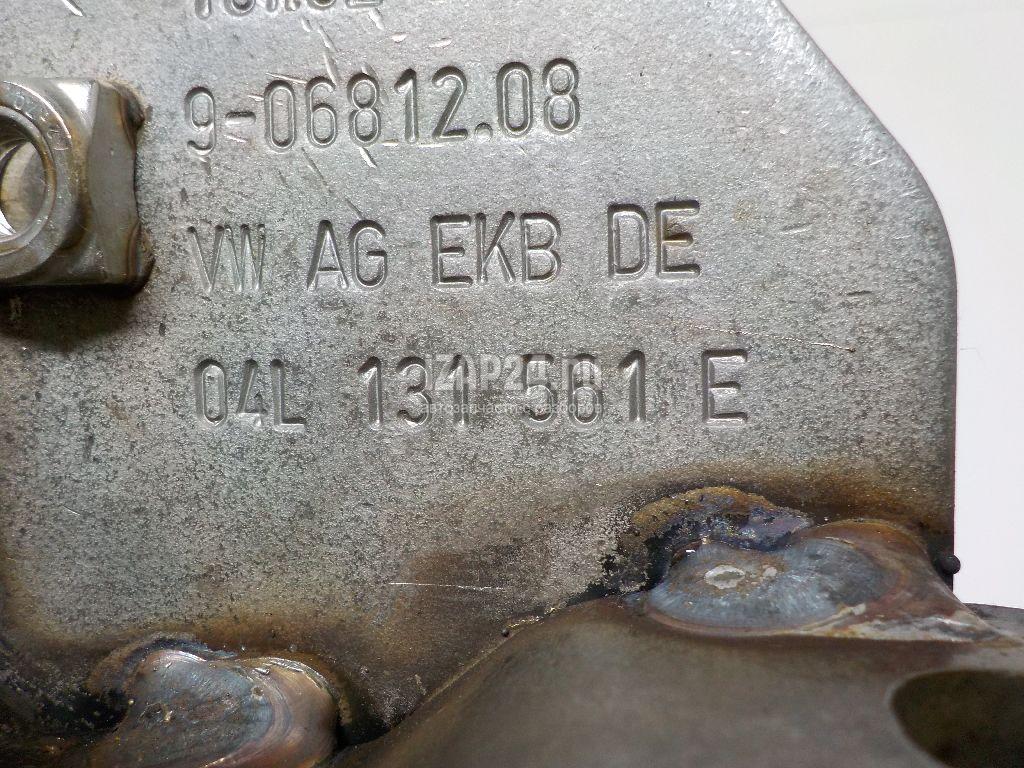 9-06812.08
VW AG EKB DE
04L 131 561 E